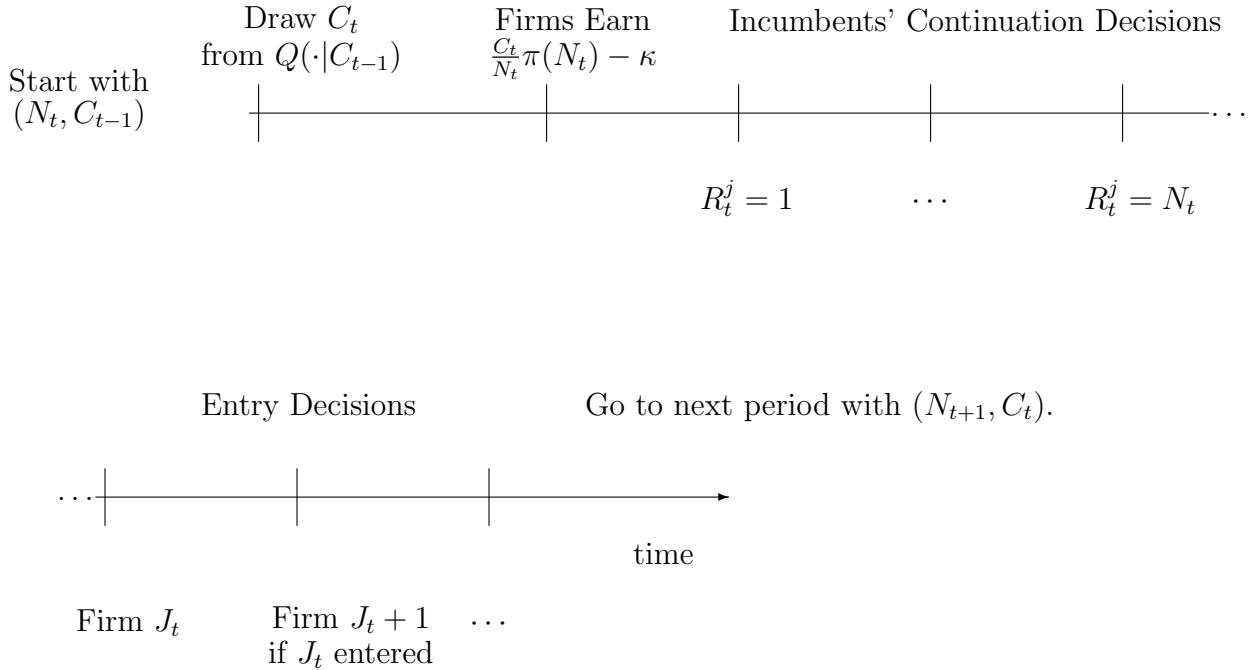 Start with
(N_t, C_{t-1})
Draw C_t
from Q(·|C_{t-1})
Firms Earn
\frac{C_t}{N_t}π(N_t) − κ
Incumbents' Continuation Decisions
···
R_t^j = 1
···
R_t^j = N_t
Entry Decisions
Go to next period with (N_{t+1}, C_t).
···
time
Firm J_t
Firm J_t + 1
if J_t entered
···